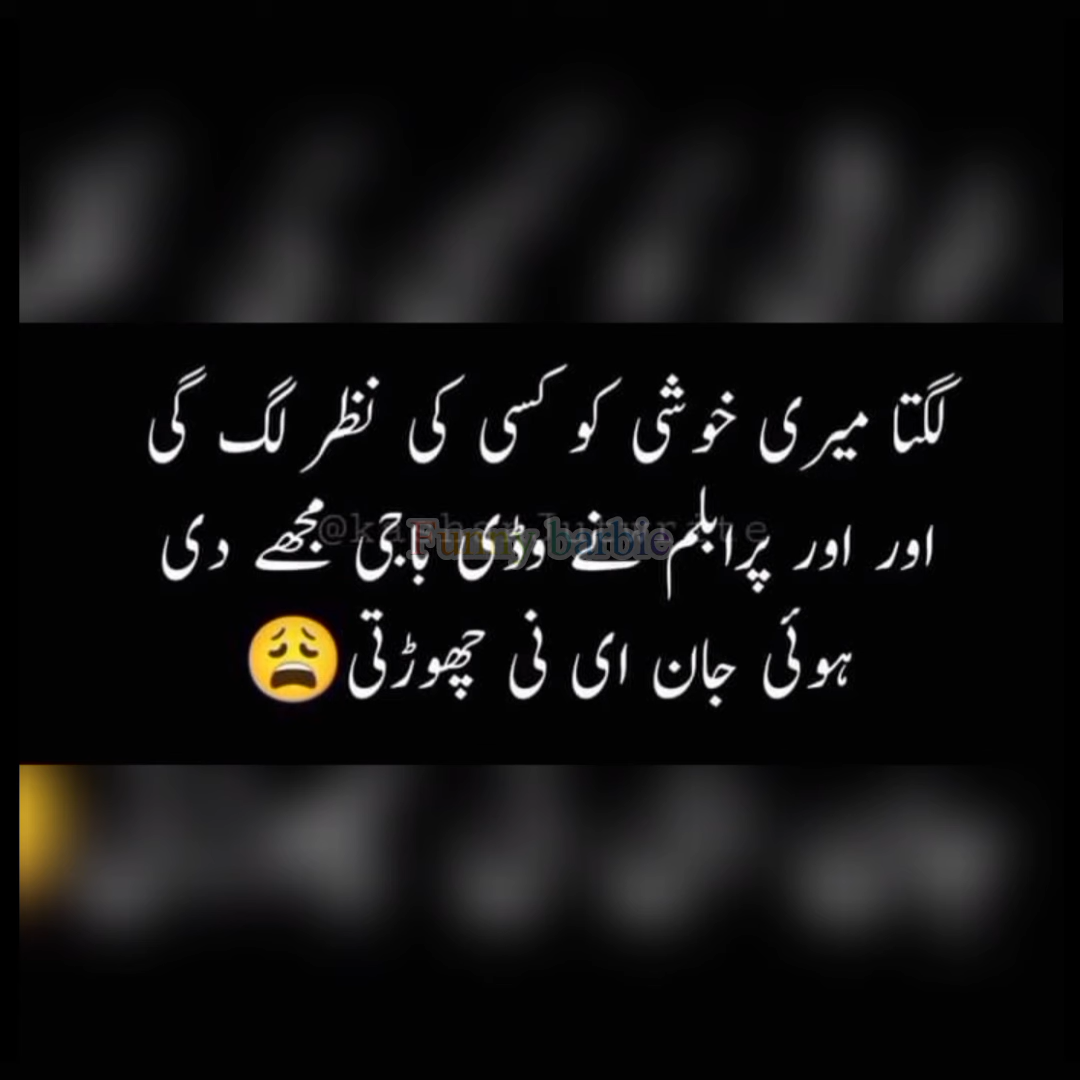 لگتا میری خوشی کو کسی کی نظر لگ گی
اور اور پرابلم نے وڈی باجی مجھے دی
ہوئی جان ای نی چھوڑتی😩
Funny barbie